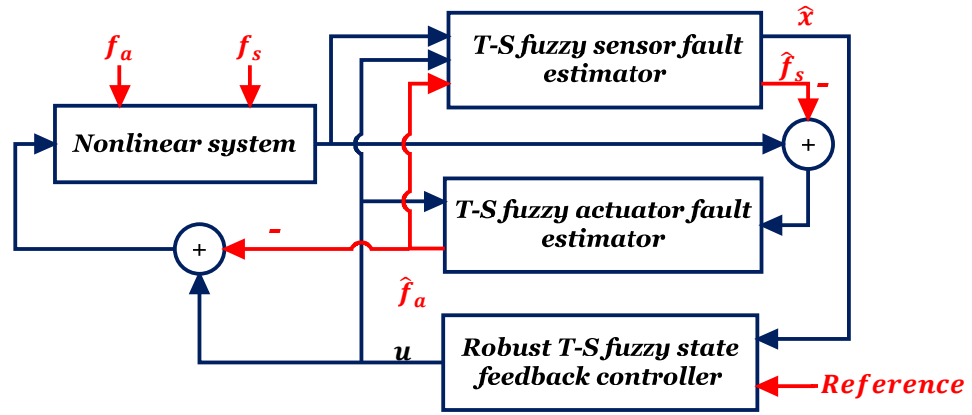 f_a
f_s
Nonlinear system
T-S fuzzy sensor fault
estimator
x̂
f̂_s
-
+
T-S fuzzy actuator fault
estimator
+
-
f̂_a
u
Robust T-S fuzzy state
feedback controller
Reference